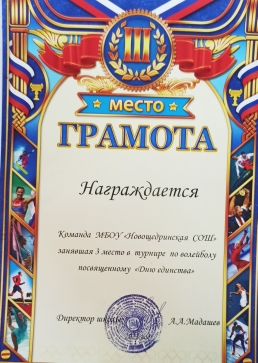 III
МЕСТО
ГРАМОТА
Награждается
Команда МБОУ «Новощедринская СОШ»
занявшая 3 место в турнире по волейболу
посвященному «Дню единства»
Директор школы А.А.Мадашев